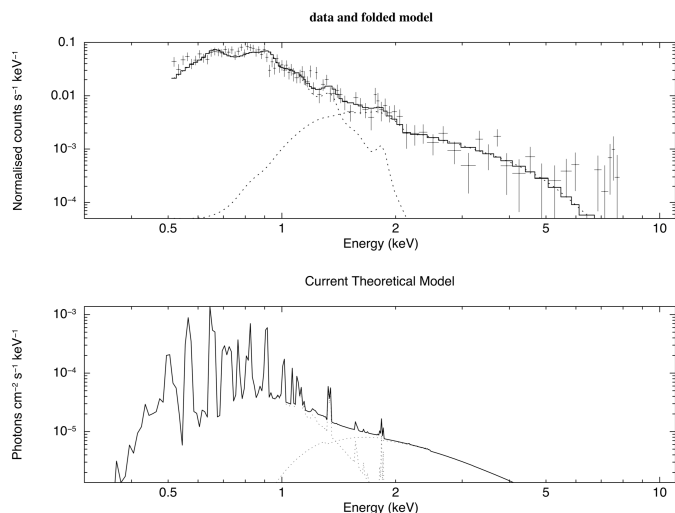 data and folded model
Normalised counts s⁻¹ keV⁻¹
0.1
0.01
10⁻³
10⁻⁴
0.5 1 2 5 10
Energy (keV)
Current Theoretical Model
Photons cm⁻² s⁻¹ keV⁻¹
10⁻³
10⁻⁴
10⁻⁵
0.5 1 2 5 10
Energy (keV)